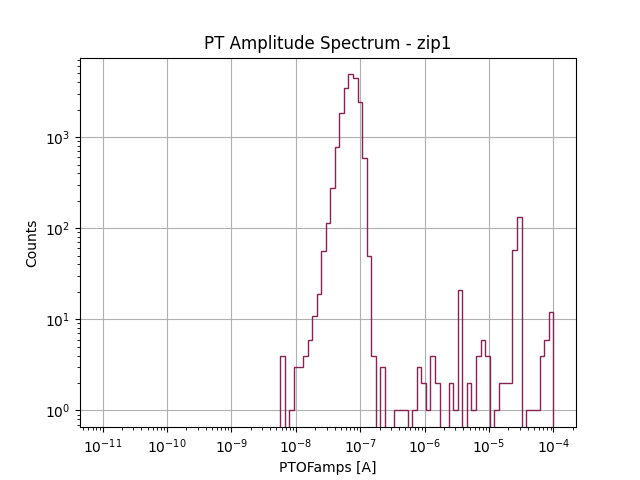 PT Amplitude Spectrum - zip1
Counts
10³
10²
10¹
10⁰
10⁻¹¹ 10⁻¹⁰ 10⁻⁹ 10⁻⁸ 10⁻⁷ 10⁻⁶ 10⁻⁵ 10⁻⁴
PTOFamps [A]